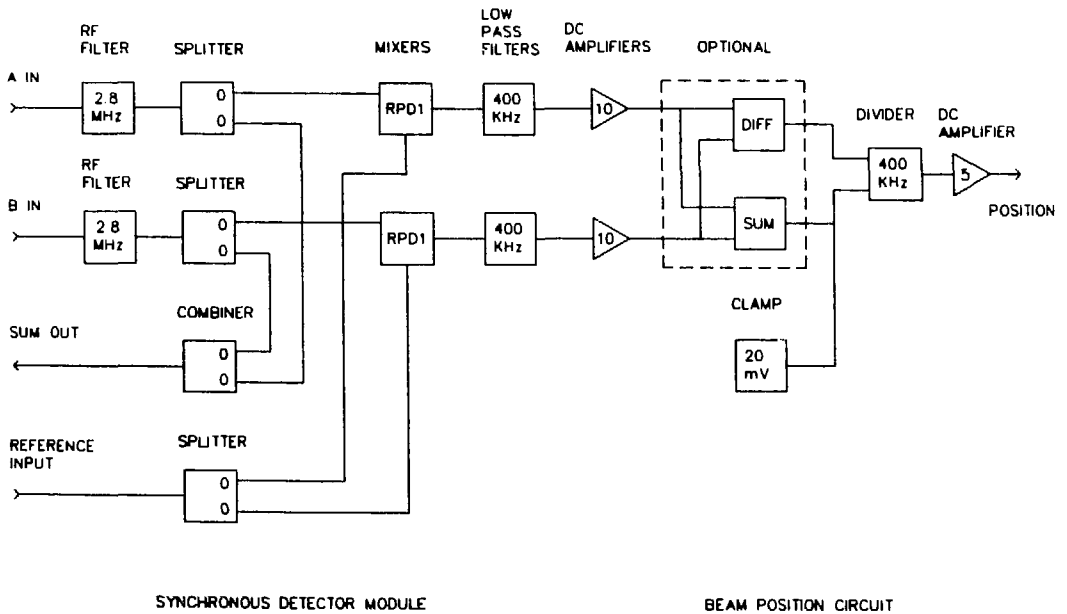 RF
FILTER
SPLITTER
MIXERS
LOW
PASS
FILTERS
DC
AMPLIFIERS
OPTIONAL
A IN
2.8
MHz
0
0
RPD1
400
KHz
10
DIFF
DIVIDER
DC
AMPLIFIER
400
KHz
5
POSITION
RF
FILTER
SPLITTER
B IN
2 8
MHz
0
0
RPD1
400
KHz
10
SUM
COMBINER
SUM OUT
0
0
CLAMP
20
mV
REFERENCE
INPUT
SPLITTER
0
0
SYNCHRONOUS DETECTOR MODULE
BEAM POSITION CIRCUIT